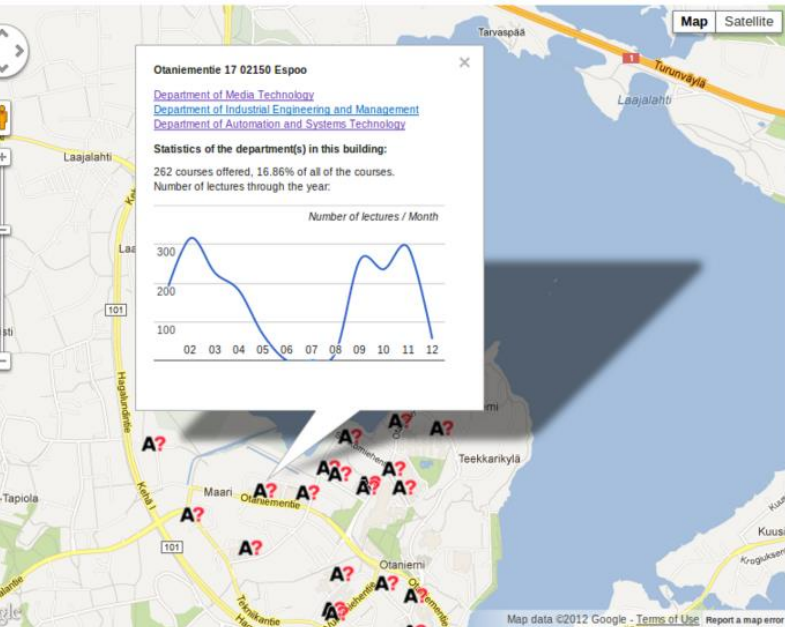 Map Satellite
Tarvaspää
1
Turunväylä
Laajalahti
Otaniementie 17 02150 Espoo
Department of Media Technology
Department of Industrial Engineering and Management
Department of Automation and Systems Technology
Statistics of the department(s) in this building:
262 courses offered, 16.86% of all of the courses.
Number of lectures through the year:
Number of lectures / Month
300
200
100
02 03 04 05 06 07 08 09 10 11 12
Laajalahti
101
Hagalundintie
Kehä I
A?
A?
A?
A?
A?
A?
A?
A?
A?
A?
Teekkarikylä
Maari
A?
A?
Otaniementie
-Tapiola
A?
101
A?
Otaniemi
A?
A?
A?
A?
Tekniikantie
Map data ©2012 Google - Terms of Use Report a map error